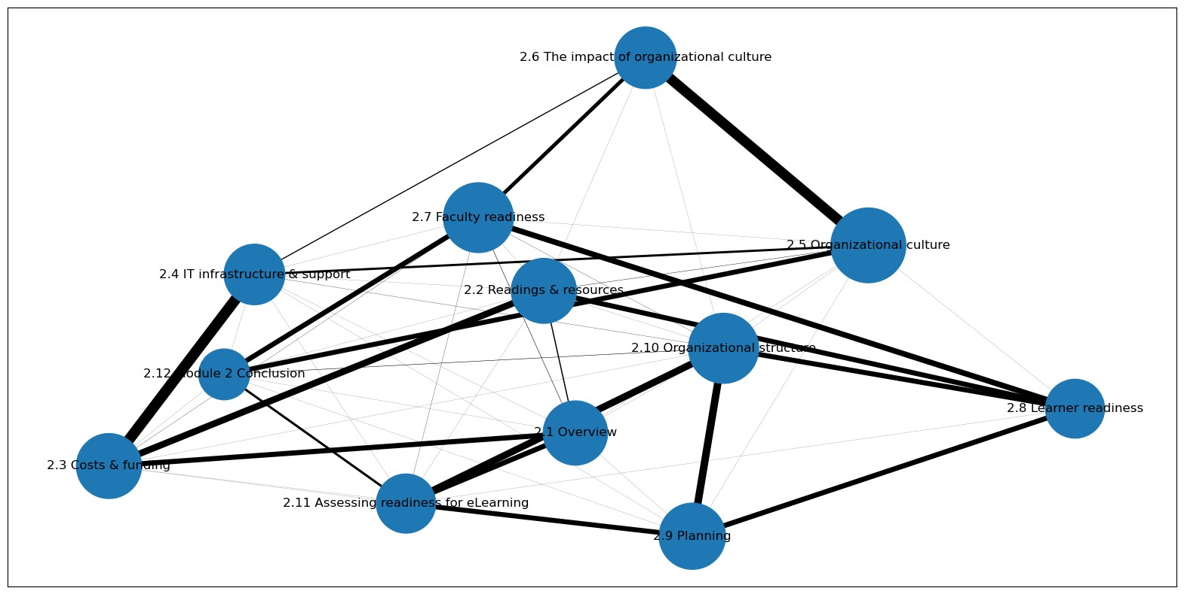 2.6 The impact of organizational culture
2.7 Faculty readiness
2.5 Organizational culture
2.4 IT infrastructure & support
2.2 Readings & resources
2.10 Organizational structure
2.12 Module 2 Conclusion
2.8 Learner readiness
2.1 Overview
2.3 Costs & funding
2.11 Assessing readiness for eLearning
2.9 Planning